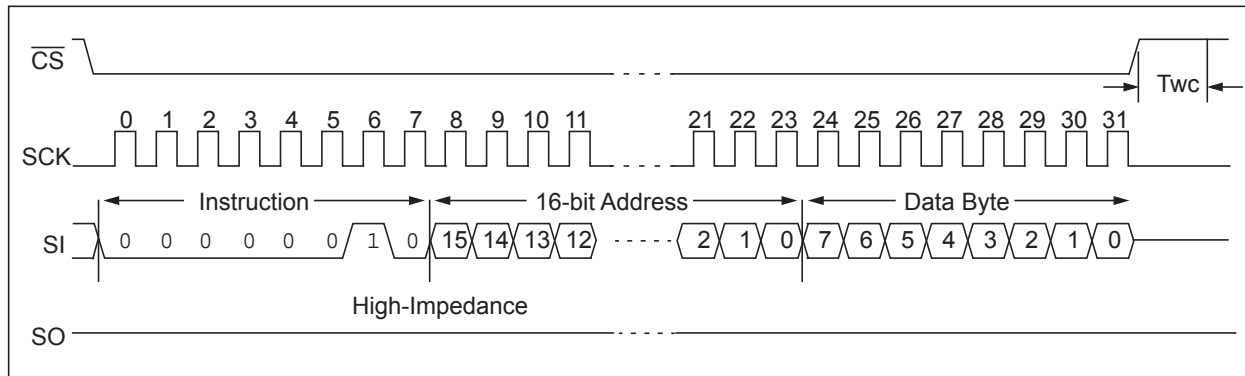 CS
Twc
0 1 2 3 4 5 6 7 8 9 10 11 21 22 23 24 25 26 27 28 29 30 31
SCK
Instruction 16-bit Address Data Byte
SI 0 0 0 0 0 0 1 0 15 14 13 12 2 1 0 7 6 5 4 3 2 1 0
High-Impedance
SO